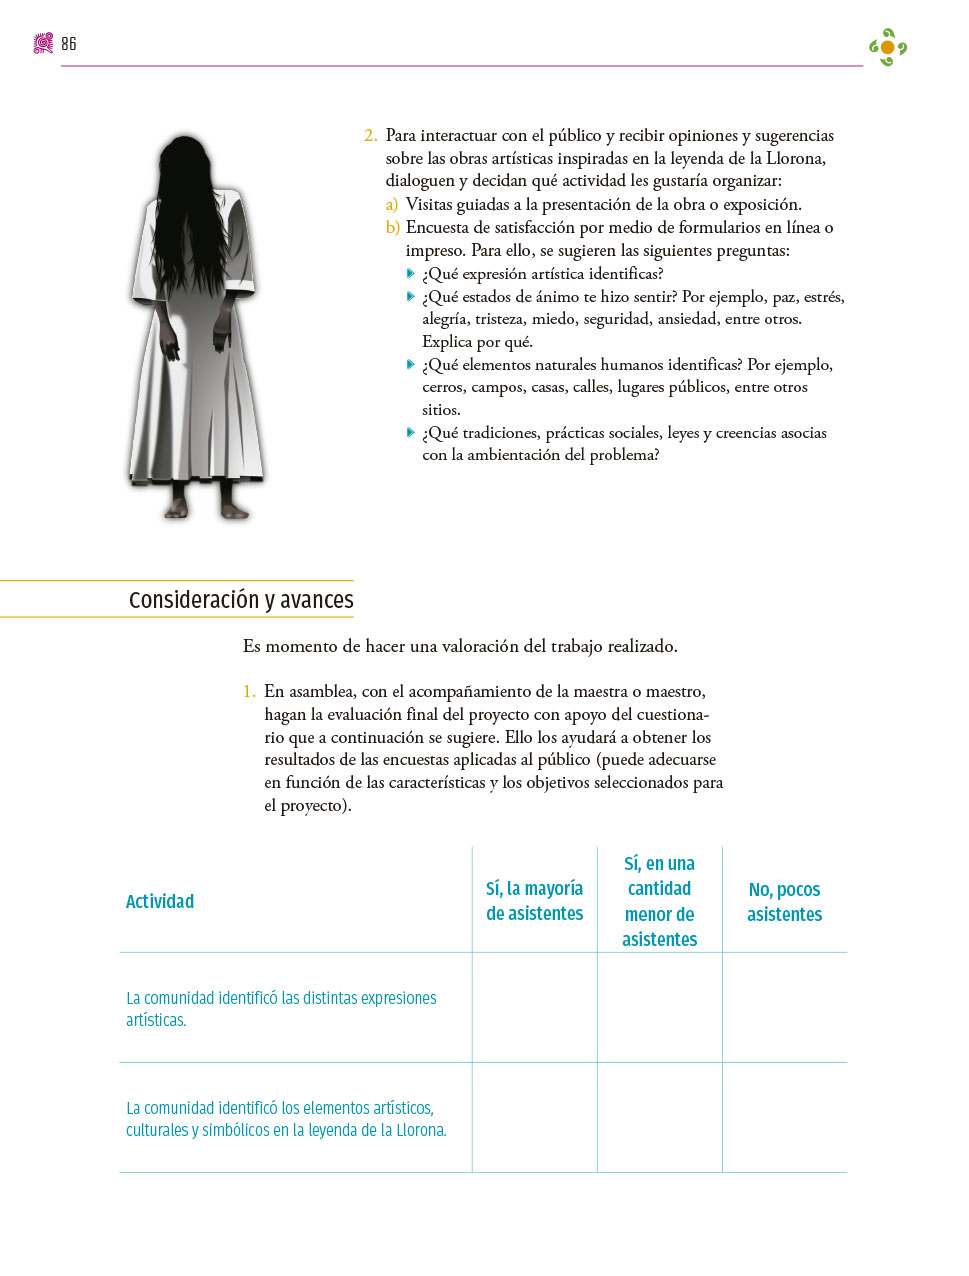 86
2. Para interactuar con el público y recibir opiniones y sugerencias
sobre las obras artísticas inspiradas en la leyenda de la Llorona,
dialoguen y decidan qué actividad les gustaría organizar:
a) Visitas guiadas a la presentación de la obra o exposición.
b) Encuesta de satisfacción por medio de formularios en línea o
impreso. Para ello, se sugieren las siguientes preguntas:
¿Qué expresión artística identificas?
¿Qué estados de ánimo te hizo sentir? Por ejemplo, paz, estrés,
alegría, tristeza, miedo, seguridad, ansiedad, entre otros.
Explica por qué.
¿Qué elementos naturales humanos identificas? Por ejemplo,
cerros, campos, casas, calles, lugares públicos, entre otros
sitios.
¿Qué tradiciones, prácticas sociales, leyes y creencias asocias
con la ambientación del problema?
Consideración y avances
Es momento de hacer una valoración del trabajo realizado.
1. En asamblea, con el acompañamiento de la maestra o maestro,
hagan la evaluación final del proyecto con apoyo del cuestiona-
rio que a continuación se sugiere. Ello los ayudará a obtener los
resultados de las encuestas aplicadas al público (puede adecuarse
en función de las características y los objetivos seleccionados para
el proyecto).
Actividad
Sí, la mayoría
de asistentes
Sí, en una
cantidad
menor de
asistentes
No, pocos
asistentes
La comunidad identificó las distintas expresiones
artísticas.
La comunidad identificó los elementos artísticos,
culturales y simbólicos en la leyenda de la Llorona.